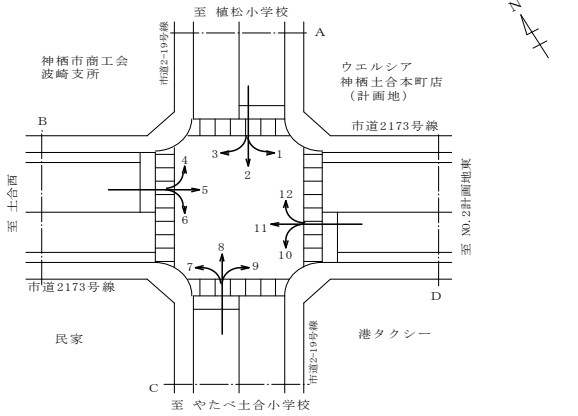 至 植松小学校
A
N
市道2-19号線
神栖市商工会
波崎支所
ウエルシア
神栖土合本町店
（計画地）
B
市道2173号線
3
2
1
4
5
6
12
11
10
至 土合西
至 NO.2計画地東
8
7
9
市道2173号線
D
民家
港タクシー
市道2-19号線
C
至 やたべ土合小学校